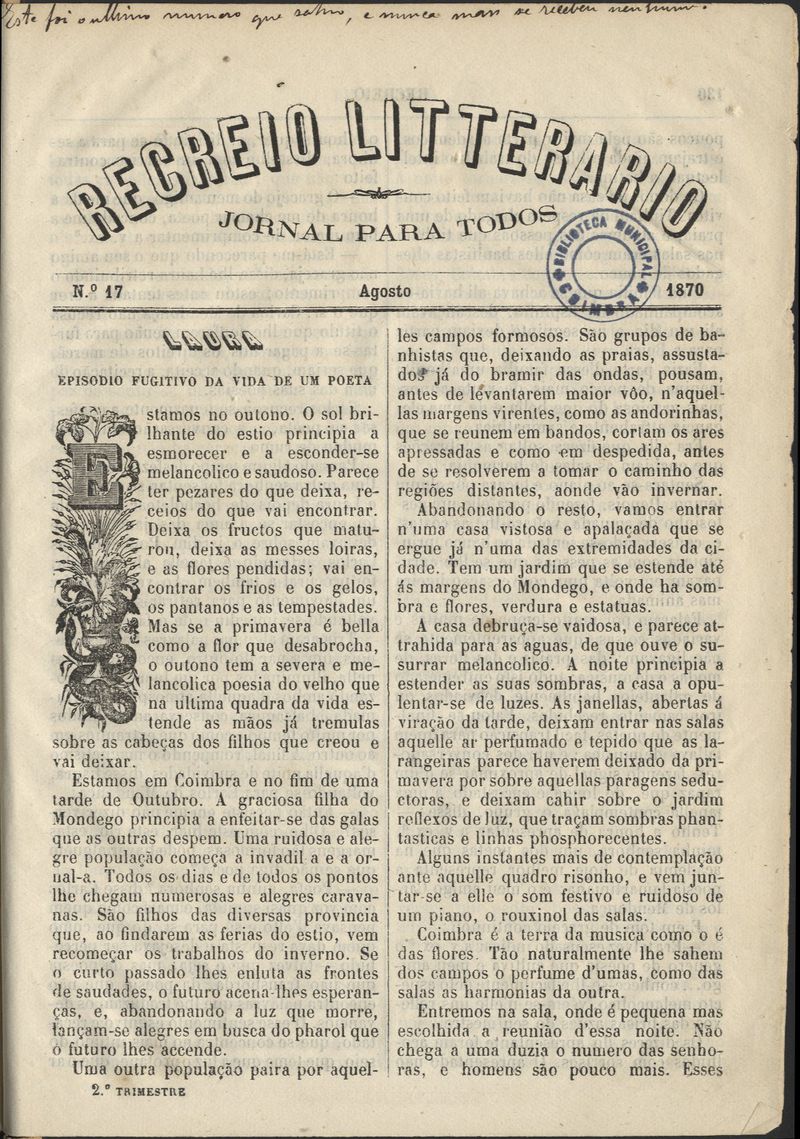 Este foi o ultimo numero que sahio, e nunca mais se recebeu nenhum.
RECREIO LITTERARIO
JORNAL PARA TODOS
BIBLIOTECA MUNICIPAL
COIMBRA
N.º 17 Agosto 1870
LAURA
EPISODIO FUGITIVO DA VIDA DE UM POETA
Estamos no outono. O sol bri-
lhante do estio principia a
esmorecer e a esconder-se
melancolico e saudoso. Parece
ter pezares do que deixa, re-
ceios do que vai encontrar.
Deixa os fructos que matu-
rou, deixa as messes loiras,
e as flores pendidas; vai en-
contrar os frios e os gelos,
os pantanos e as tempestades.
Mas se a primavera é bella
como a flor que desabrocha,
o outono tem a severa e me-
lancolica poesia do velho que
na ultima quadra da vida es-
tende as mãos já tremulas
sobre as cabeças dos filhos que creou e
vai deixar.
Estamos em Coimbra e no fim de uma
tarde de Outubro. A graciosa filha do
Mondego principia a enfeitar-se das galas
que as outras despem. Uma ruidosa e ale-
gre população começa a invadil a e a or-
nal-a. Todos os dias e de todos os pontos
lhe chegam numerosas e alegres carava-
nas. São filhos das diversas provincia
que, ao findarem as ferias do estio, vem
recomeçar os trabalhos do inverno. Se
o curto passado lhes enluta as frontes
de saudades, o futuro acena-lhes esperan-
ças, e, abandonando a luz que morre,
lançam-se alegres em busca do pharol que
o futuro lhes accende.
Uma outra população paira por aquel-
2.º TRIMESTRE
les campos formosos. São grupos de ba-
nhistas que, deixando as praias, assusta-
dos já do bramir das ondas, pousam,
antes de levantarem maior vôo, n'aquel-
las margens virentes, como as andorinhas,
que se reunem em bandos, cortam os ares
apressadas e como em despedida, antes
de se resolverem a tomar o caminho das
regiões distantes, aonde vão invernar.
Abandonando o resto, vamos entrar
n'uma casa vistosa e apalaçada que se
ergue já n'uma das extremidades da ci-
dade. Tem um jardim que se estende até
ás margens do Mondego, e onde ha som-
bra e flores, verdura e estatuas.
A casa debruça-se vaidosa, e parece at-
trahida para as aguas, de que ouve o su-
surrar melancolico. A noite principia a
estender as suas sombras, a casa a opu-
lentar-se de luzes. As janellas, abertas á
viração da tarde, deixam entrar nas salas
aquelle ar perfumado e tepido que as la-
rangeiras parece haverem deixado da pri-
mavera por sobre aquellas paragens sedu-
ctoras, e deixam cahir sobre o jardim
reflexos de luz, que traçam sombras phan-
tasticas e linhas phosphorecentes.
Alguns instantes mais de contemplação
ante aquelle quadro risonho, e vem jun-
tar-se a elle o som festivo e ruidoso de
um piano, o rouxinol das salas.
Coimbra é a terra da musica como o é
das flores. Tão naturalmente lhe sahem
dos campos o perfume d'umas, como das
salas as harmonias da outra.
Entremos na sala, onde é pequena mas
escolhida a reunião d'essa noite. Não
chega a uma duzia o numero das senho-
ras, e homens são pouco mais. Esses